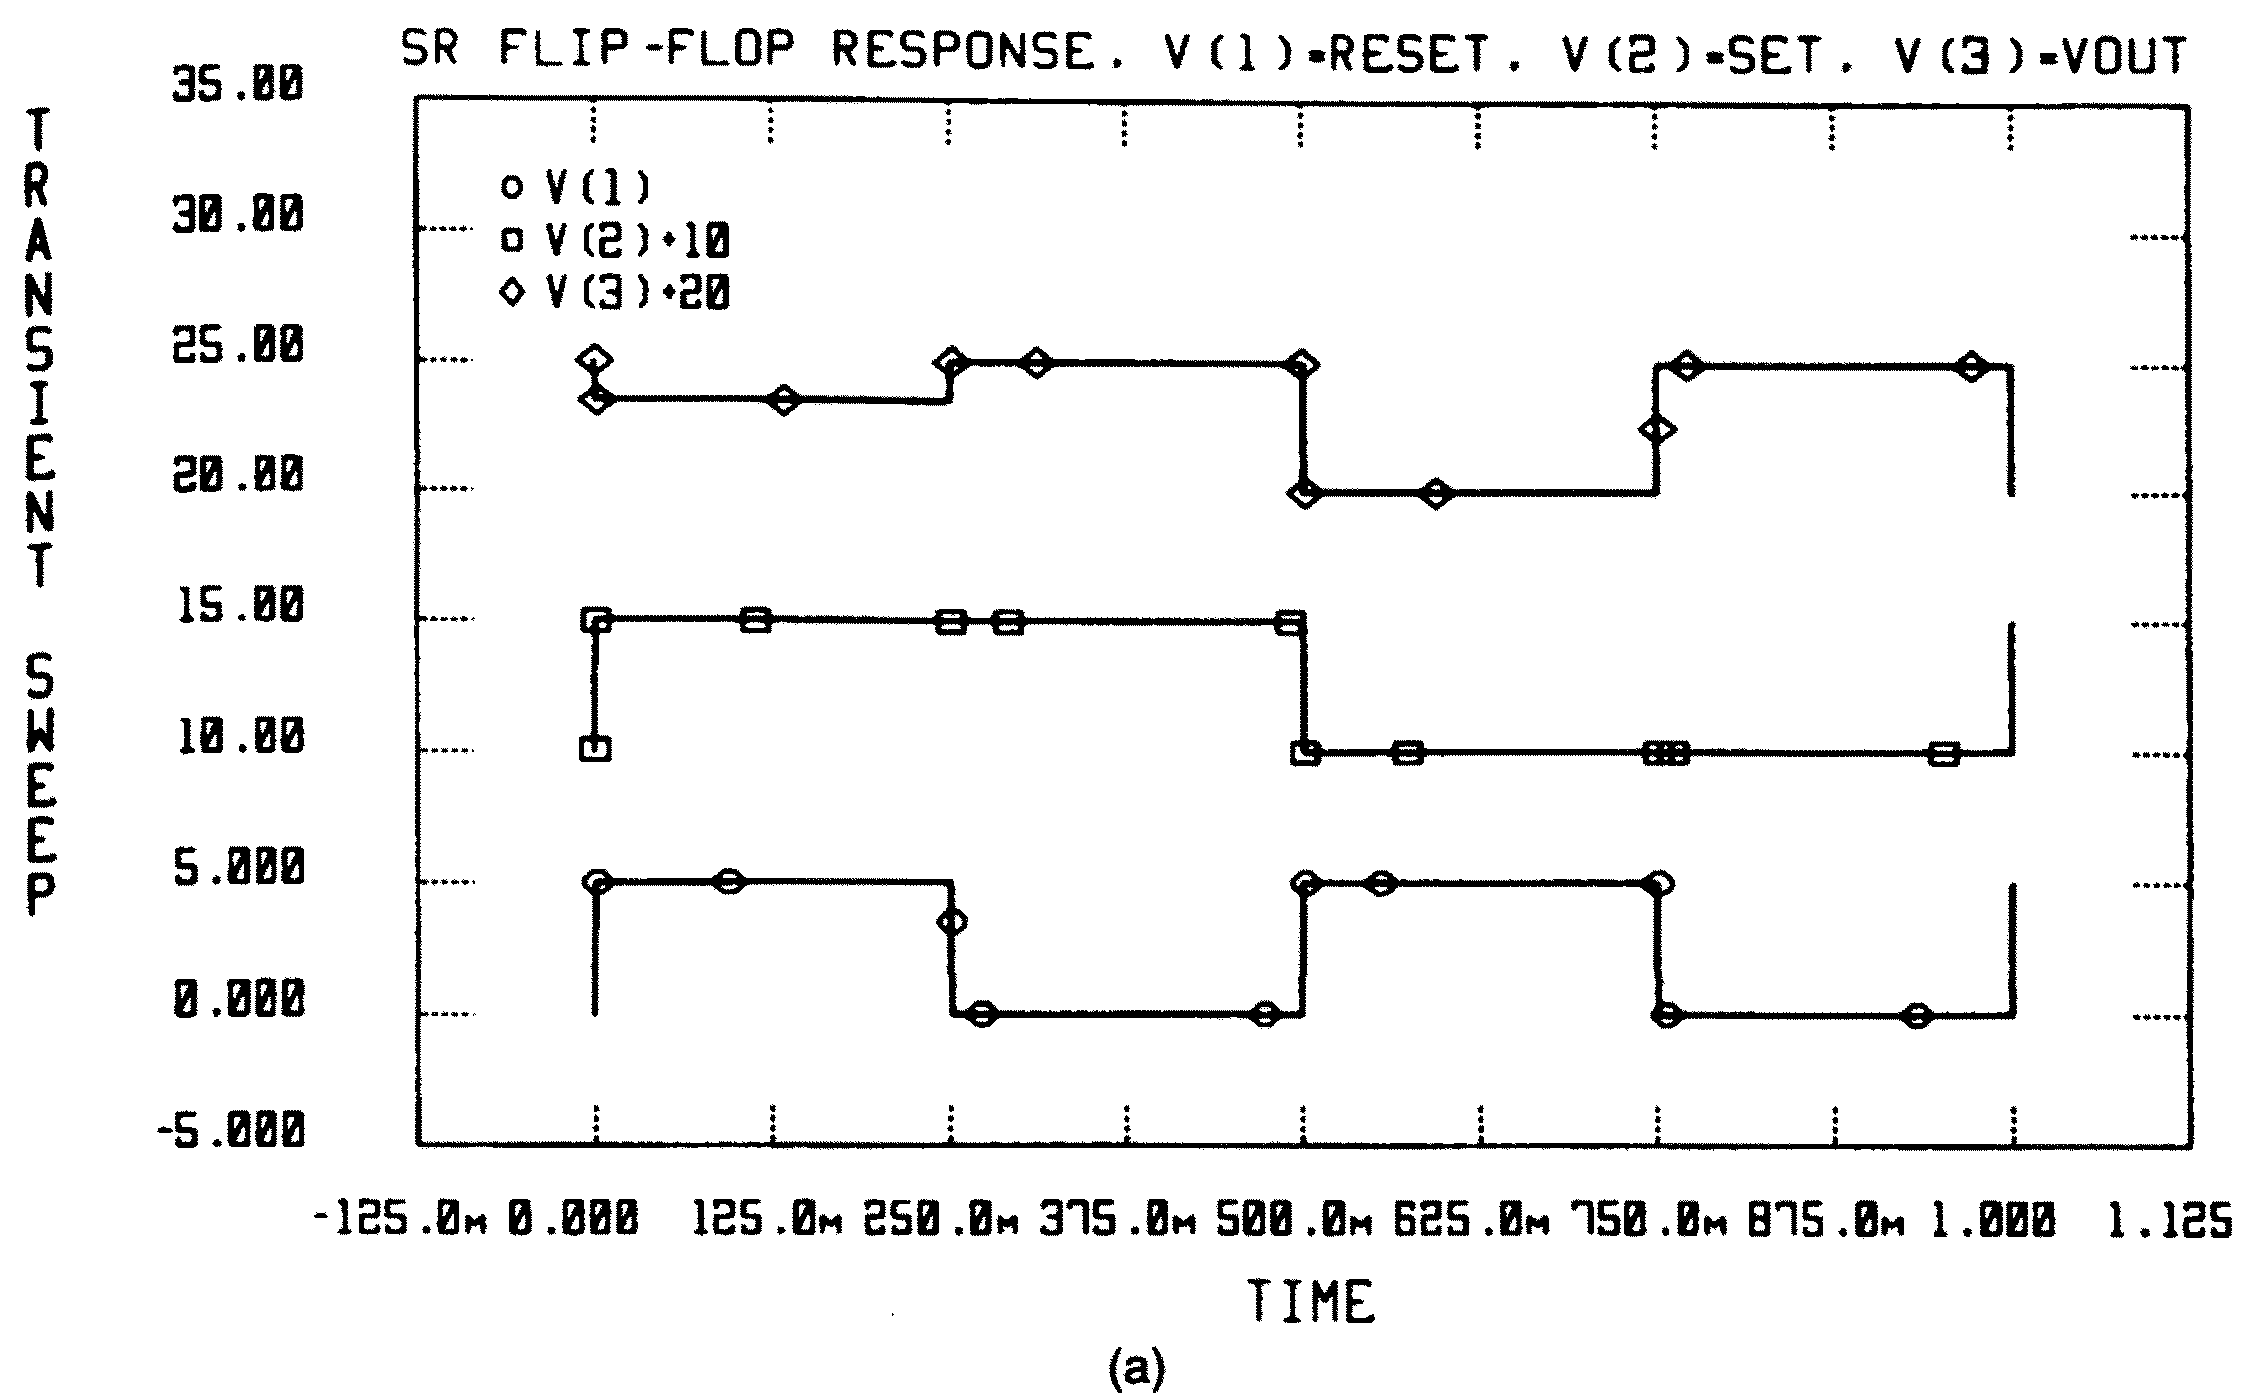 SR FLIP-FLOP RESPONSE. V(1)=RESET. V(2)=SET. V(3)=VOUT
TRANSIENT SWEEP
35.00
30.00
25.00
20.00
15.00
10.00
5.000
0.000
-5.000
V(1)
V(2)+10
V(3)+20
-125.0M 0.000 125.0M 250.0M 375.0M 500.0M 625.0M 750.0M 875.0M 1.000 1.125
TIME
(a)